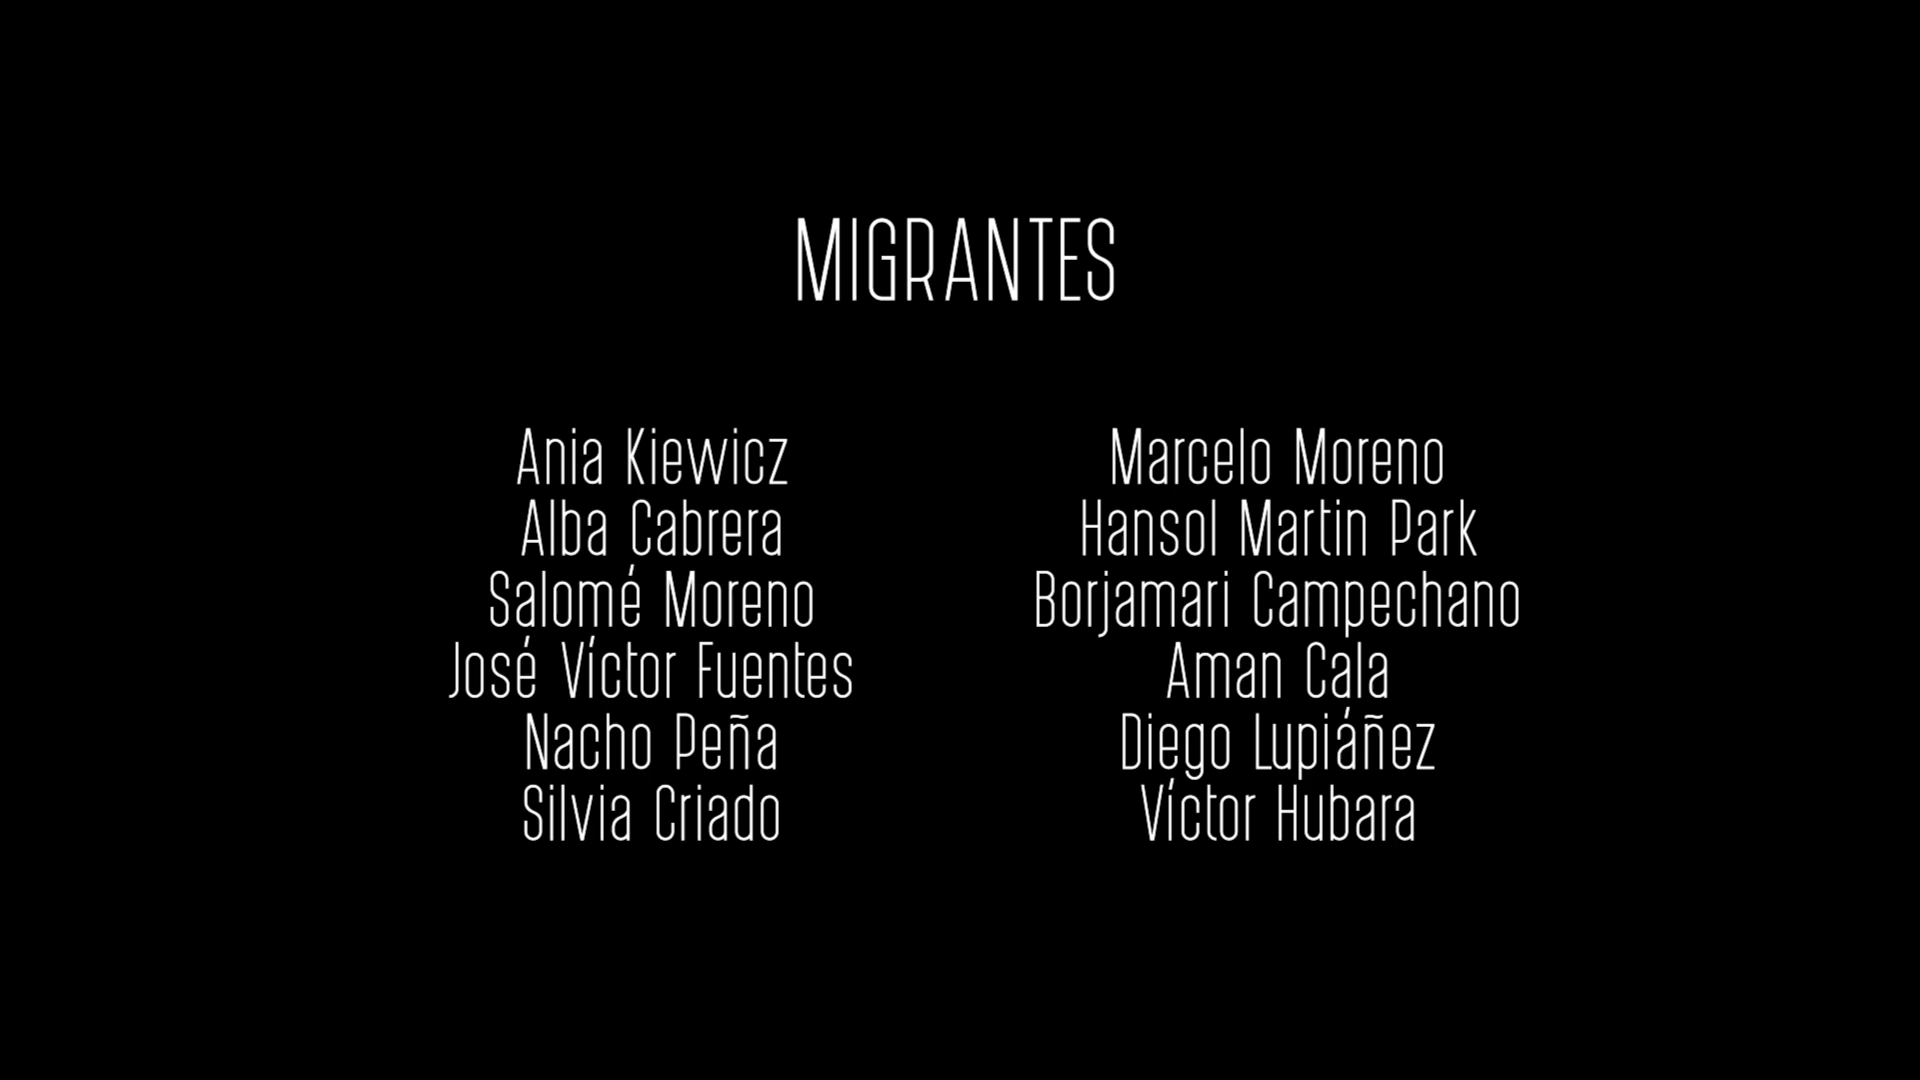 MIGRANTES
Ania Kiewicz
Alba Cabrera
Salomé Moreno
José Víctor Fuentes
Nacho Peña
Silvia Criado
Marcelo Moreno
Hansol Martin Park
Borjamari Campechano
Aman Cala
Diego Lupiáñez
Víctor Hubara